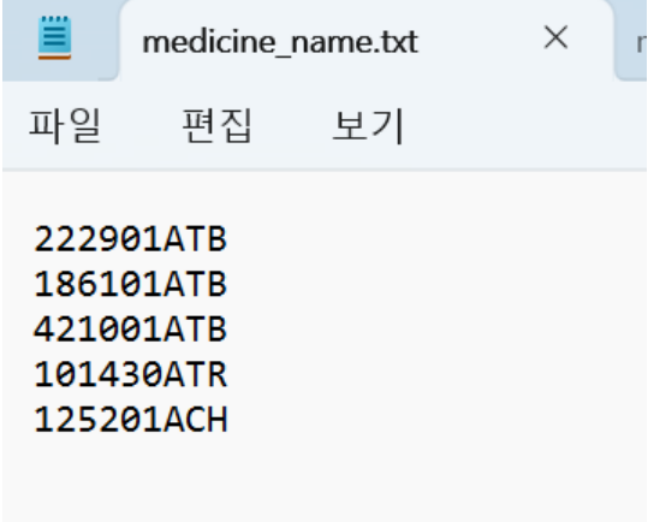 medicine_name.txt
파일 편집 보기
222901ATB
186101ATB
421001ATB
101430ATR
125201ACH